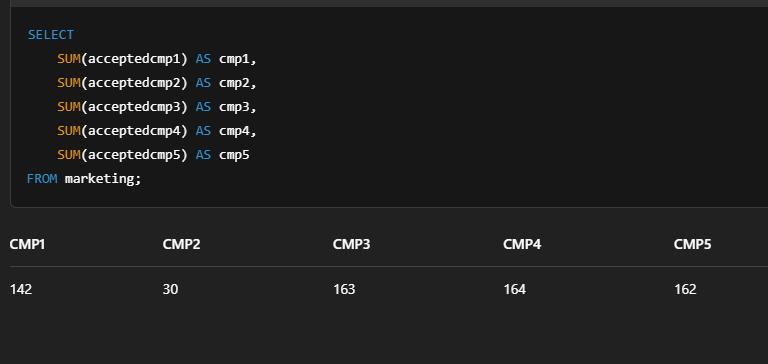 SELECT
    SUM(acceptedcmp1) AS cmp1,
    SUM(acceptedcmp2) AS cmp2,
    SUM(acceptedcmp3) AS cmp3,
    SUM(acceptedcmp4) AS cmp4,
    SUM(acceptedcmp5) AS cmp5
FROM marketing;
CMP1 CMP2 CMP3 CMP4 CMP5
142 30 163 164 162